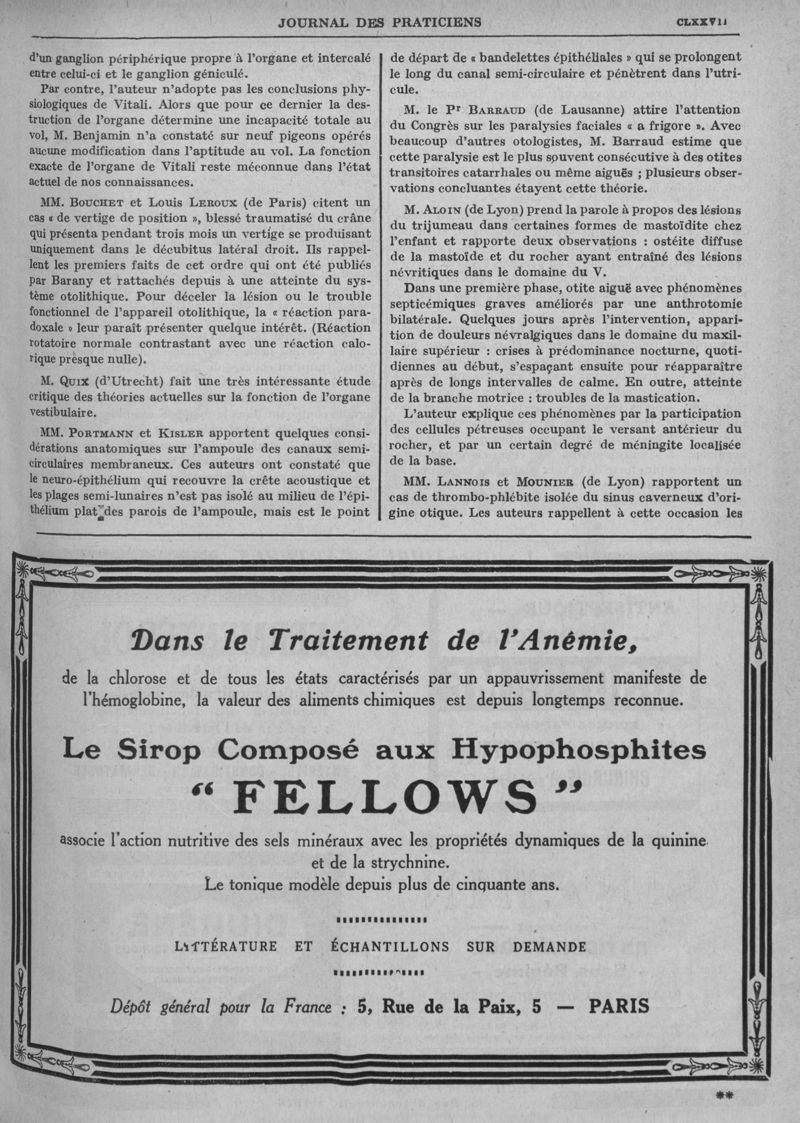 JOURNAL DES PRATICIENS
CLXXVII
d'un ganglion périphérique propre à l'organe et intercalé
entre celui-ci et le ganglion géniculé.
Par contre, l'auteur n'adopte pas les conclusions phy-
siologiques de Vitali. Alors que pour ce dernier la des-
truction de l'organe détermine une incapacité totale au
vol, M. Benjamin n'a constaté sur neuf pigeons opérés
aucune modification dans l'aptitude au vol. La fonction
exacte de l'organe de Vitali reste méconnue dans l'état
actuel de nos connaissances.
MM. BOUCHET et Louis LEROUX (de Paris) citent un
cas « de vertige de position », blessé traumatisé du crâne
qui présenta pendant trois mois un vertige se produisant
uniquement dans le décubitus latéral droit. Ils rappel-
lent les premiers faits de cet ordre qui ont été publiés
par Barany et rattachés depuis à une atteinte du sys-
tème otolithique. Pour déceler la lésion ou le trouble
fonctionnel de l'appareil otolithique, la « réaction para-
doxale » leur paraît présenter quelque intérêt. (Réaction
rotatoire normale contrastant avec une réaction calo-
rique presque nulle).
M. QUIX (d'Utrecht) fait une très intéressante étude
critique des théories actuelles sur la fonction de l'organe
vestibulaire.
MM. PORTMANN et KISLER apportent quelques consi-
dérations anatomiques sur l'ampoule des canaux semi-
circulaires membraneux. Ces auteurs ont constaté que
le neuro-épithélium qui recouvre la crête acoustique et
les plages semi-lunaires n'est pas isolé au milieu de l'épi-
thélium plat des parois de l'ampoule, mais est le point
de départ de « bandelettes épithéliales » qui se prolongent
le long du canal semi-circulaire et pénètrent dans l'utri-
cule.
M. le Pr BARRAUD (de Lausanne) attire l'attention
du Congrès sur les paralysies faciales « a frigore ». Avec
beaucoup d'autres otologistes, M. Barraud estime que
cette paralysie est le plus souvent consécutive à des otites
transitoires catarrhales ou même aiguës ; plusieurs obser-
vations concluantes étayent cette théorie.
M. ALOIN (de Lyon) prend la parole à propos des lésions
du trijumeau dans certaines formes de mastoïdite chez
l'enfant et rapporte deux observations : ostéite diffuse
de la mastoïde et du rocher ayant entraîné des lésions
névritiques dans le domaine du V.
Dans une première phase, otite aiguë avec phénomènes
septicémiques graves améliorés par une anthrotomie
bilatérale. Quelques jours après l'intervention, appari-
tion de douleurs névralgiques dans le domaine du maxil-
laire supérieur : crises à prédominance nocturne, quoti-
diennes au début, s'espaçant ensuite pour réapparaître
après de longs intervalles de calme. En outre, atteinte
de la branche motrice : troubles de la mastication.
L'auteur explique ces phénomènes par la participation
des cellules pétreuses occupant le versant antérieur du
rocher, et par un certain degré de méningite localisée
de la base.
MM. LANNOIS et MOUNIER (de Lyon) rapportent un
cas de thrombo-phlébite isolée du sinus caverneux d'ori-
gine otique. Les auteurs rappellent à cette occasion les
Dans le Traitement de l'Anémie,
de la chlorose et de tous les états caractérisés par un appauvrissement manifeste de
l'hémoglobine, la valeur des aliments chimiques est depuis longtemps reconnue.
Le Sirop Composé aux Hypophosphites
“ FELLOWS ”
associe l'action nutritive des sels minéraux avec les propriétés dynamiques de la quinine
et de la strychnine.
Le tonique modèle depuis plus de cinquante ans.
LITTÉRATURE ET ÉCHANTILLONS SUR DEMANDE
Dépôt général pour la France : 5, Rue de la Paix, 5 — PARIS
**